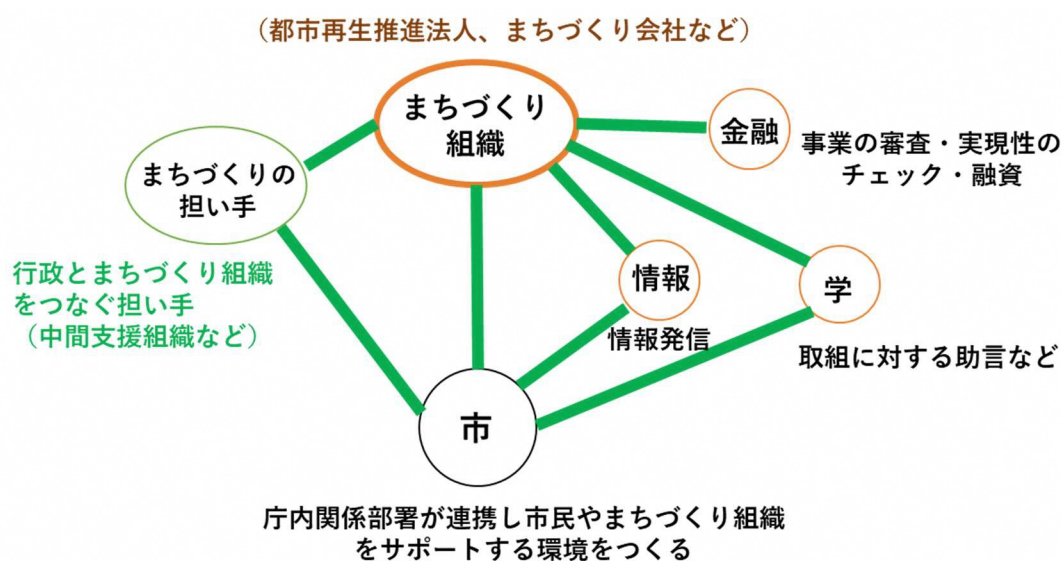 （都市再生推進法人、まちづくり会社など）
まちづくり
組織
金融
事業の審査・実現性の
チェック・融資
まちづくりの
担い手
行政とまちづくり組織
をつなぐ担い手
（中間支援組織など）
情報
情報発信
学
取組に対する助言など
市
庁内関係部署が連携し市民やまちづくり組織
をサポートする環境をつくる